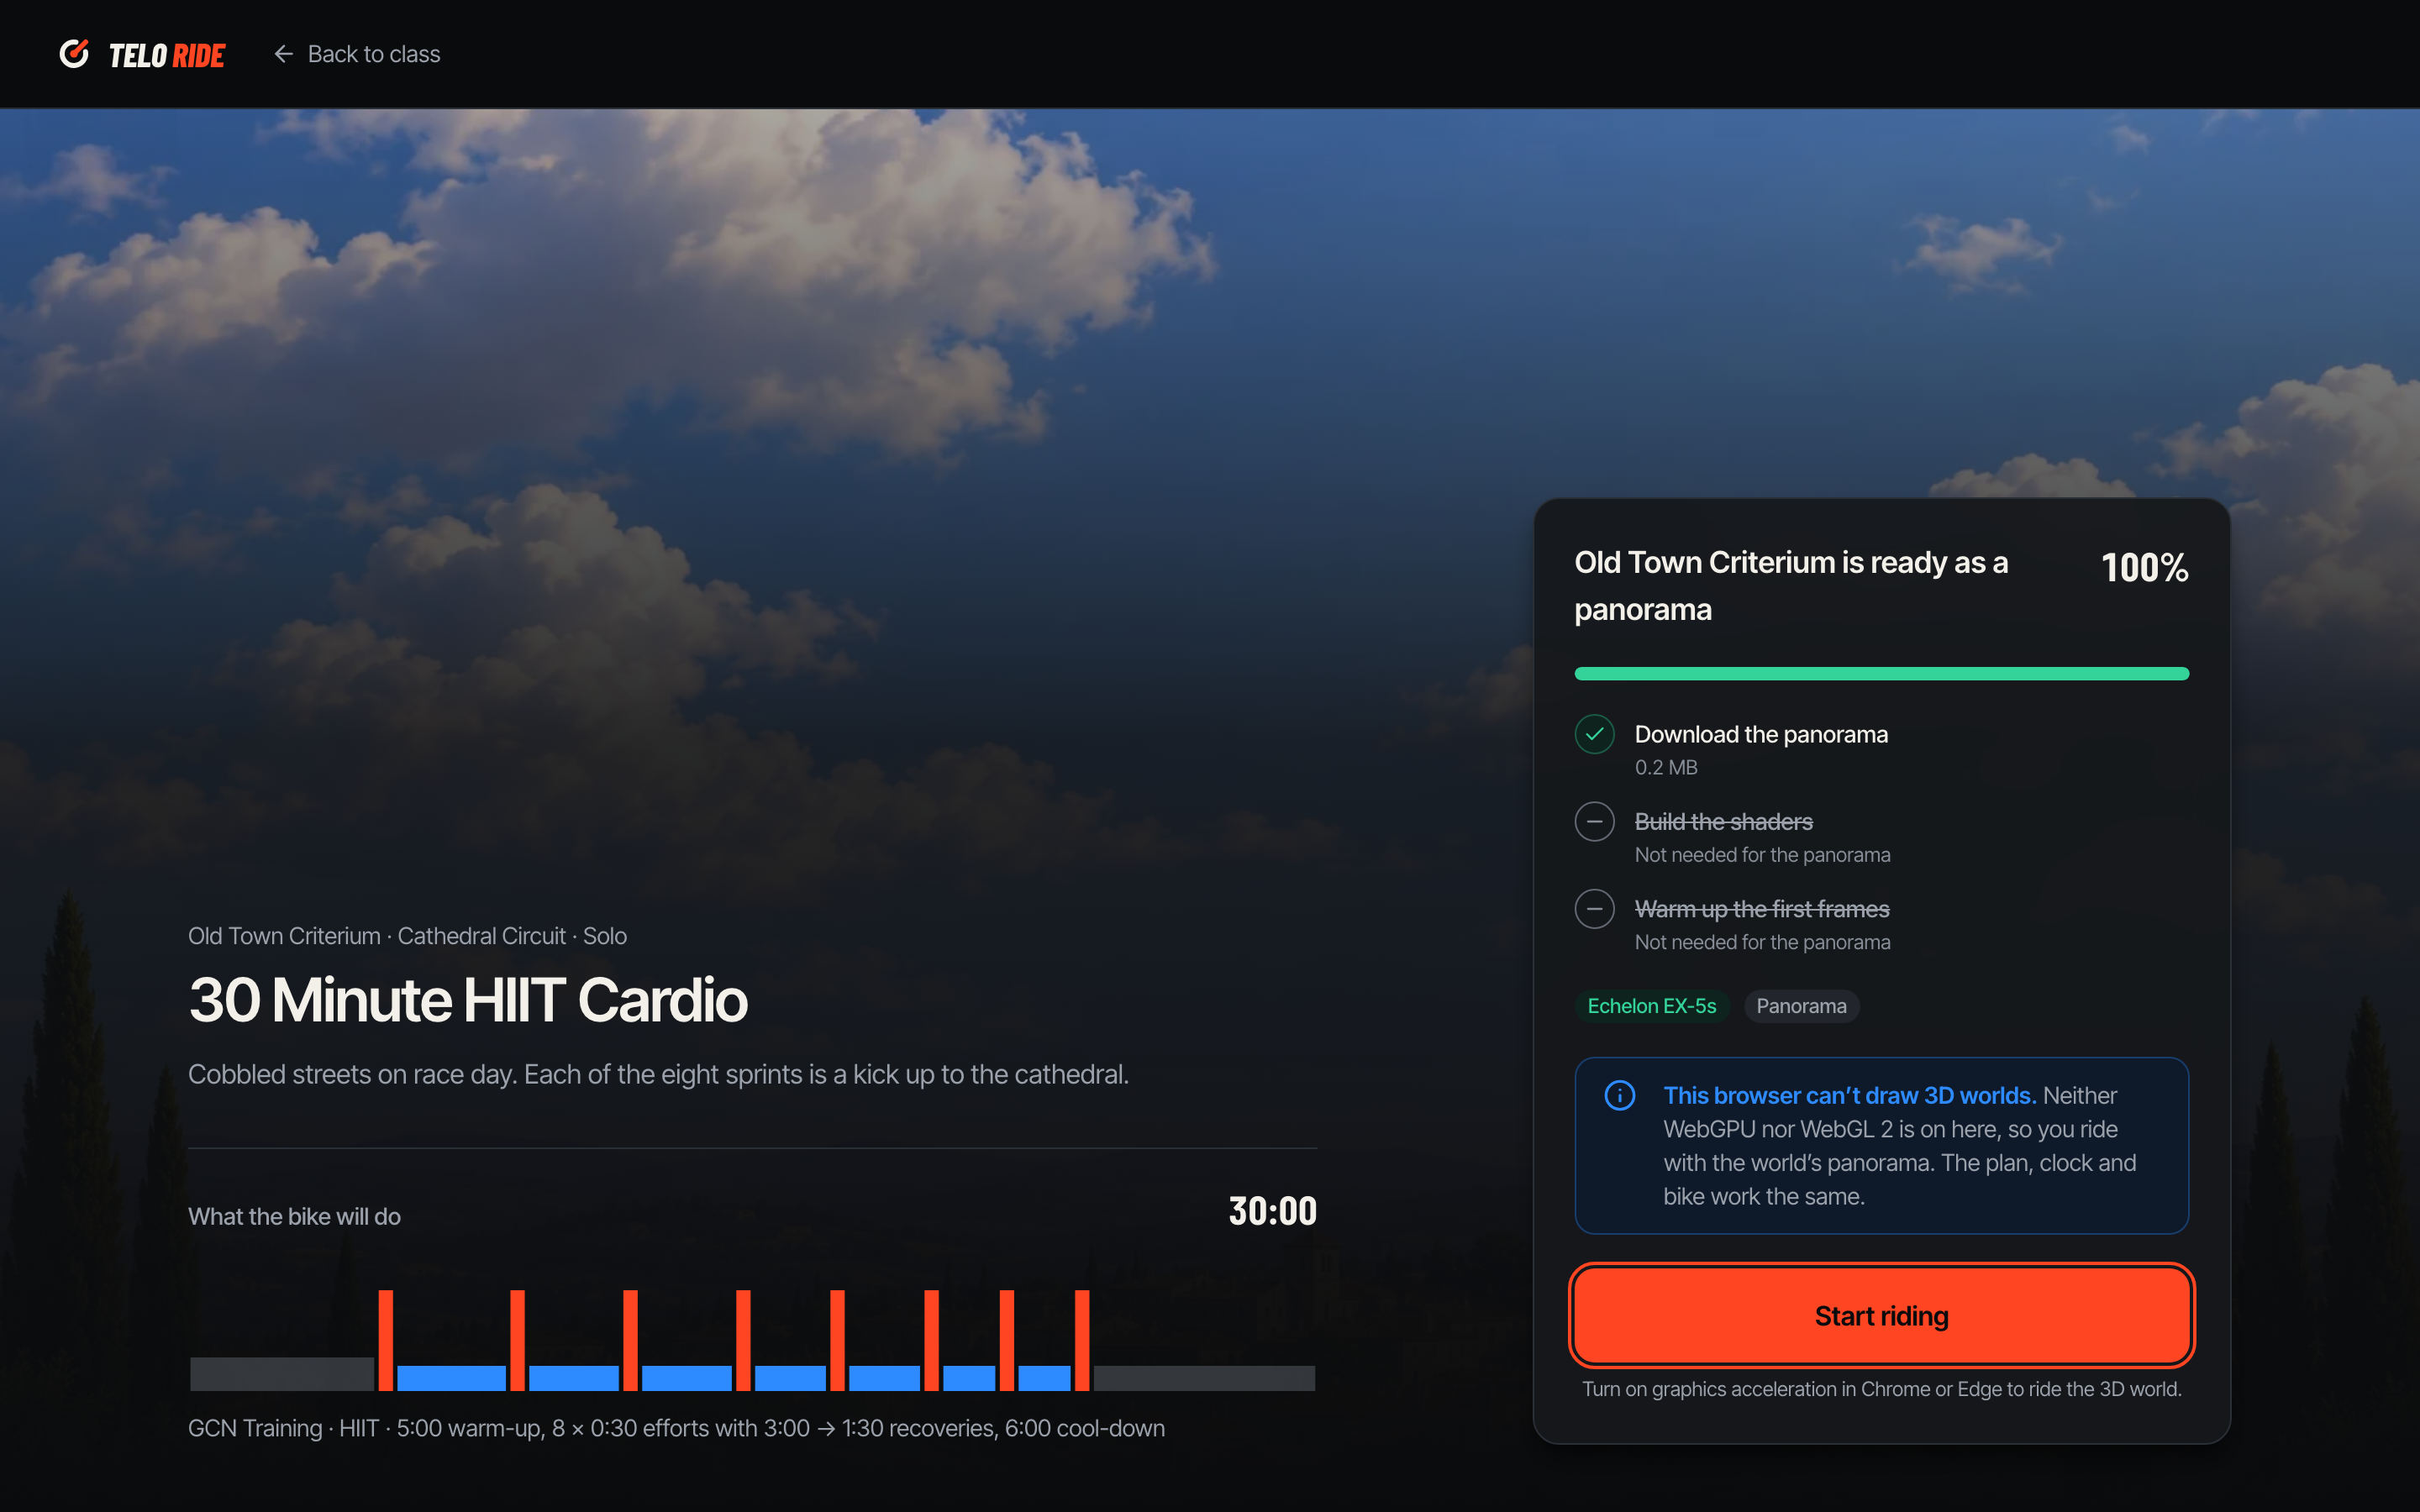 TELO RIDE
← Back to class
Old Town Criterium · Cathedral Circuit · Solo
30 Minute HIIT Cardio
Cobbled streets on race day. Each of the eight sprints is a kick up to the cathedral.
What the bike will do
30:00
GCN Training · HIIT · 5:00 warm-up, 8 × 0:30 efforts with 3:00 → 1:30 recoveries, 6:00 cool-down
Old Town Criterium is ready as a
panorama
100%
Download the panorama
0.2 MB
Build the shaders
Not needed for the panorama
Warm up the first frames
Not needed for the panorama
Echelon EX-5s
Panorama
This browser can’t draw 3D worlds. Neither
WebGPU nor WebGL 2 is on here, so you ride
with the world’s panorama. The plan, clock and
bike work the same.
Start riding
Turn on graphics acceleration in Chrome or Edge to ride the 3D world.